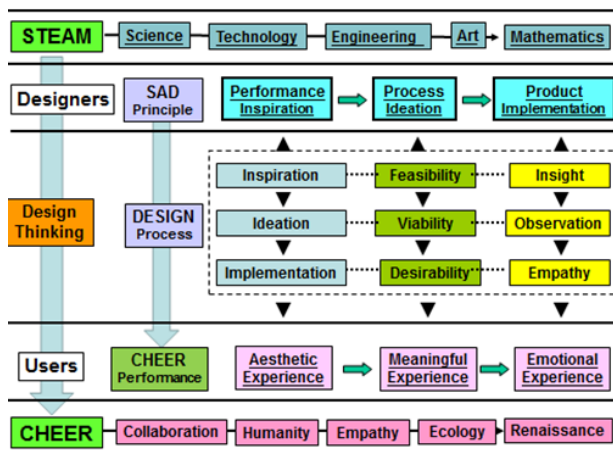 STEAM Science Technology Engineering Art Mathematics
Designers SAD Performance Process Product
Principle Inspiration Ideation Implementation
Inspiration Feasibility Insight
Design DESIGN Ideation Viability Observation
Thinking Process
Implementation Desirability Empathy
Users CHEER Aesthetic Meaningful Emotional
Performance Experience Experience Experience
CHEER Collaboration Humanity Empathy Ecology Renaissance